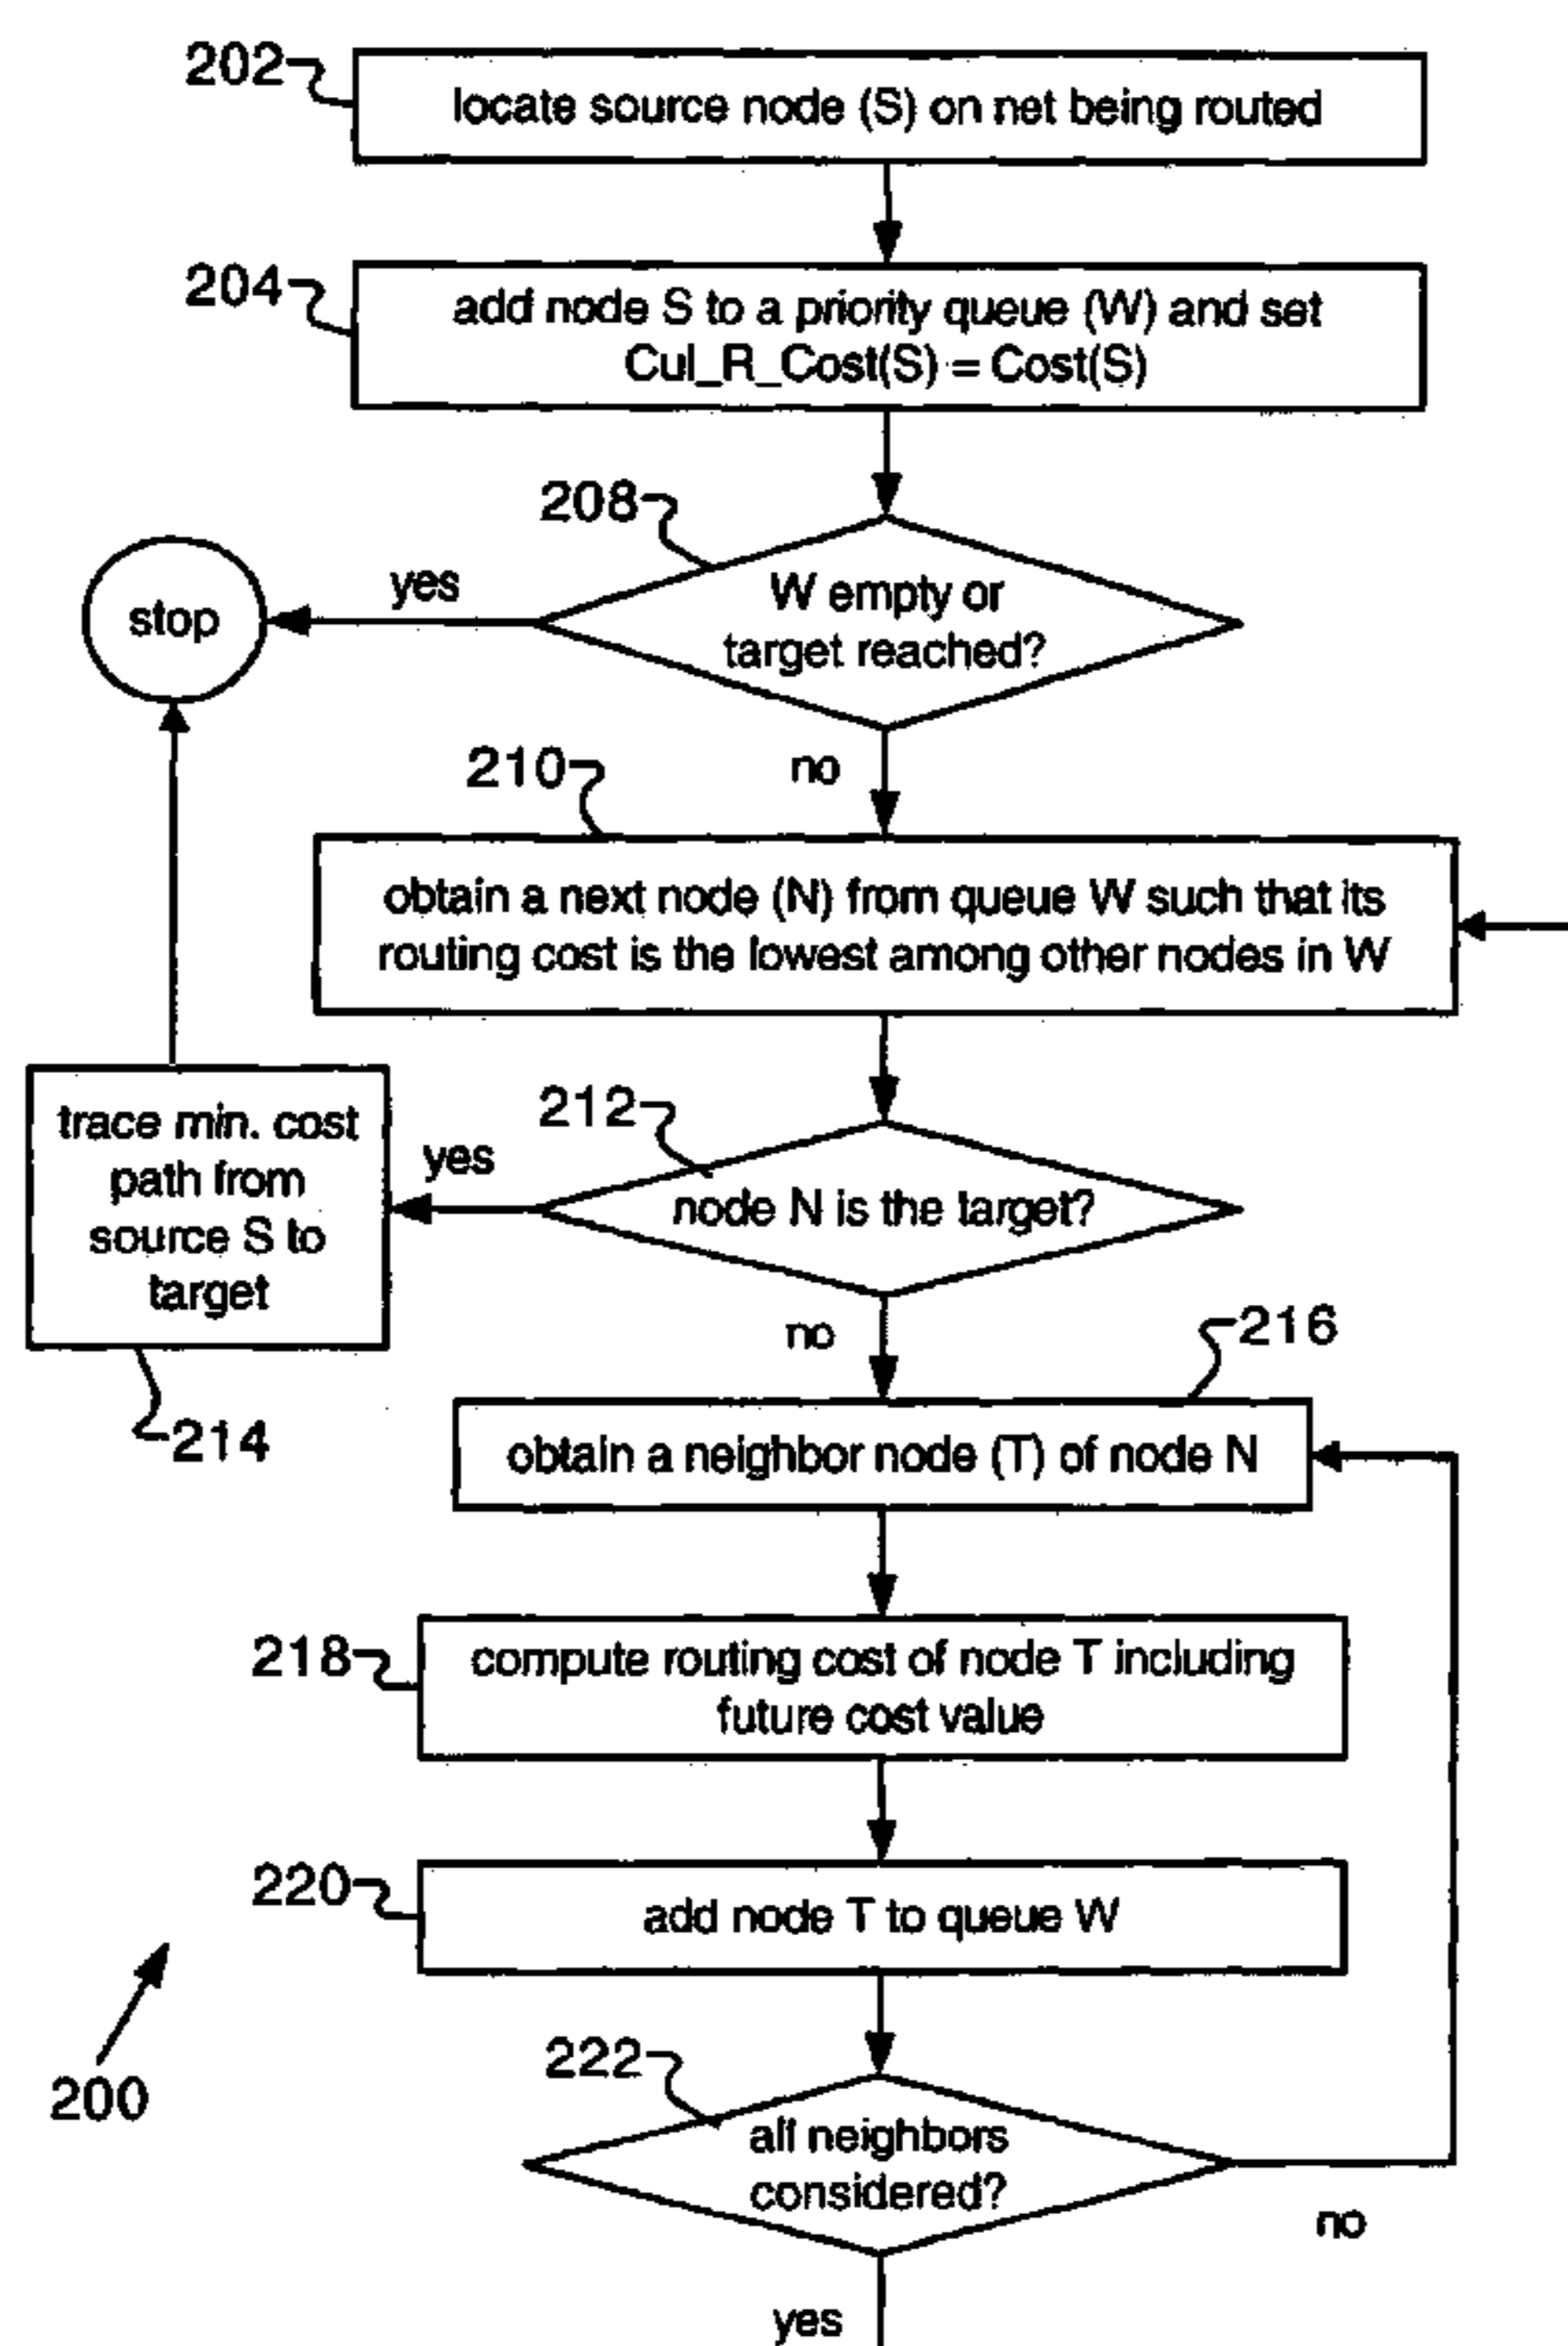 202
locate source node (S) on net being routed
204
add node S to a priority queue (W) and set
Cul_R_Cost(S) = Cost(S)
208
W empty or
target reached?
yes
stop
no
210
obtain a next node (N) from queue W such that its
routing cost is the lowest among other nodes in W
212
node N is the target?
yes
trace min. cost
path from
source S to
target
214
no
216
obtain a neighbor node (T) of node N
218
compute routing cost of node T including
future cost value
220
add node T to queue W
200
222
all neighbors
considered?
no
yes